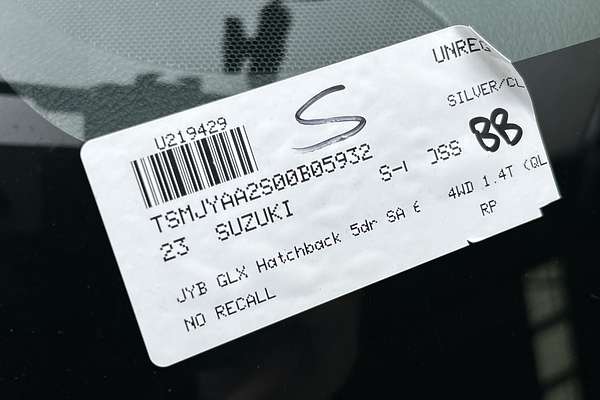 UNREG
U219429
S
SILVER/CL
BB
TSMJYAA2S00B05932
S-I JSS
23 SUZUKI
JYB GLX Hatchback 5dr SA 6 4WD 1.4T (QL
RP
NO RECALL